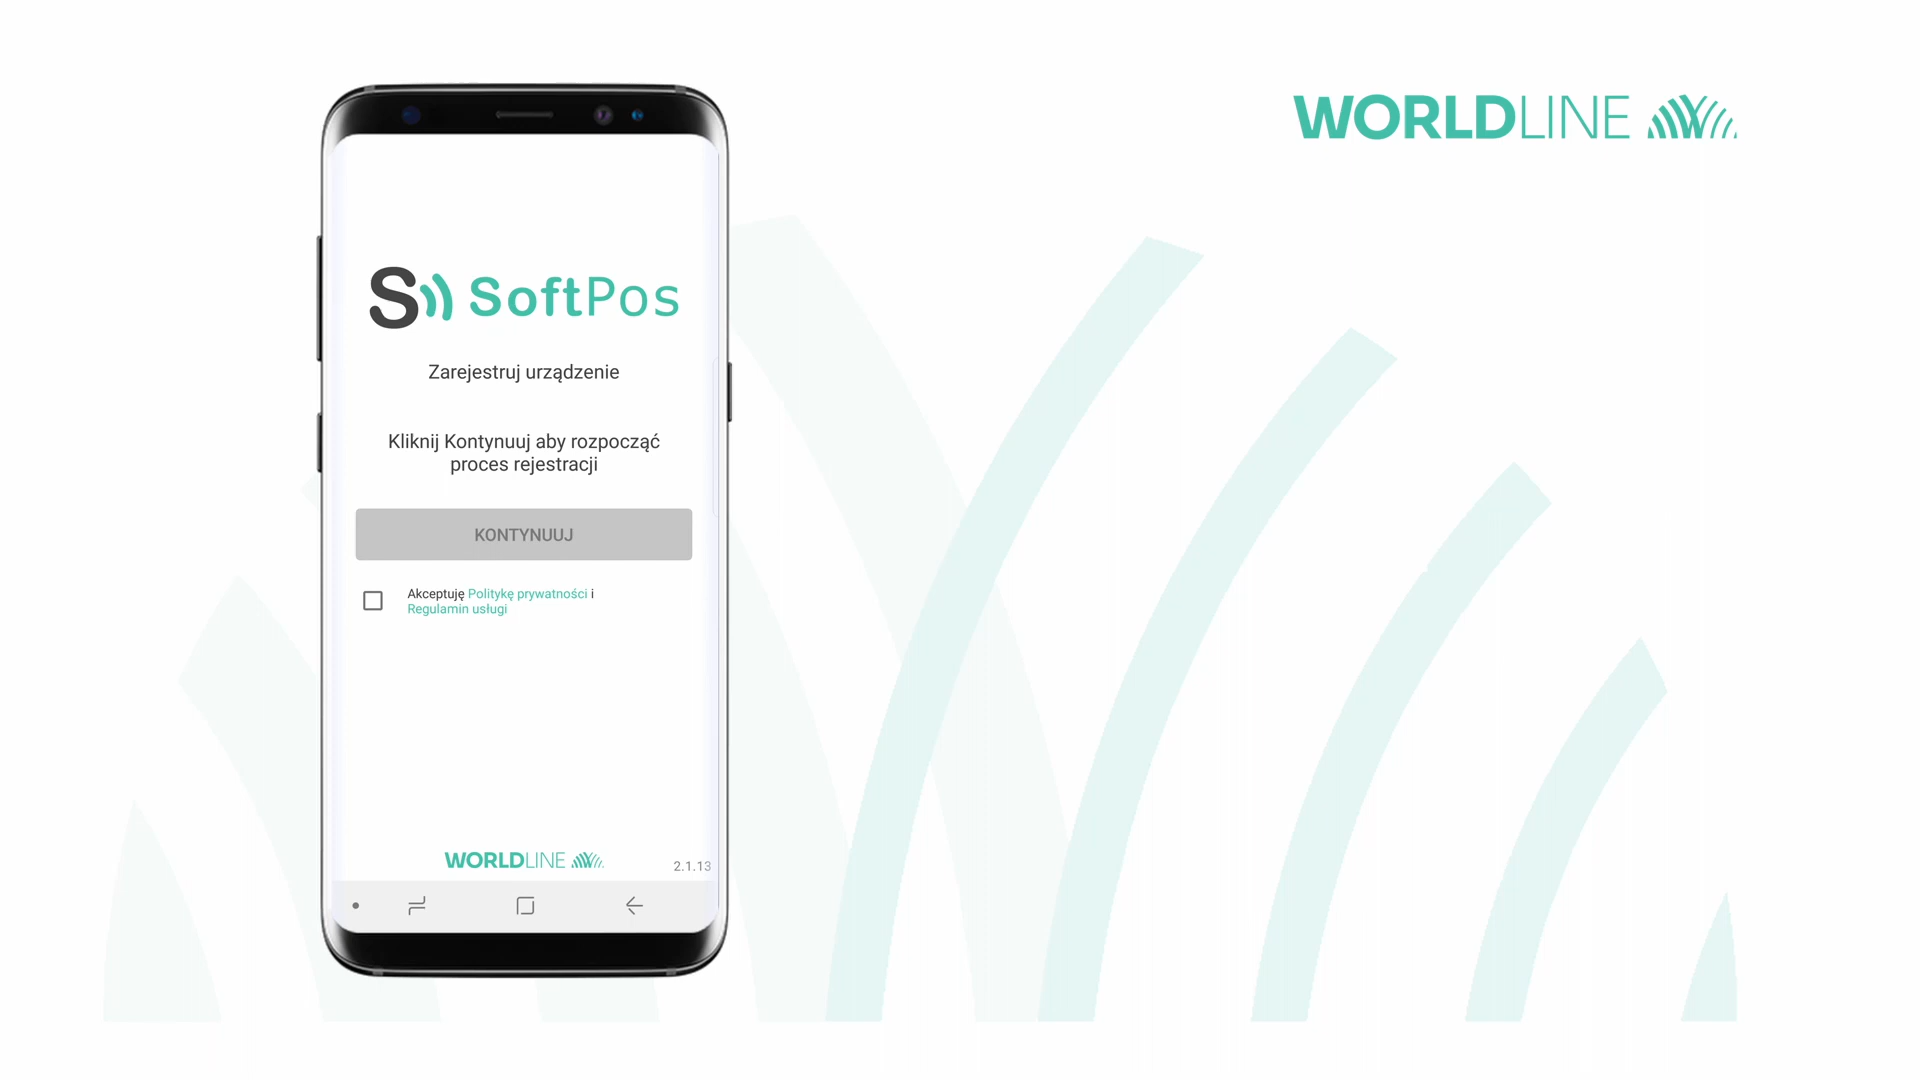 WORLDLINE
S SoftPos
Zarejestruj urządzenie
Kliknij Kontynuuj aby rozpocząć
proces rejestracji
KONTYNUUJ
Akceptuję Politykę prywatności i
Regulamin usługi
WORLDLINE
2.1.13